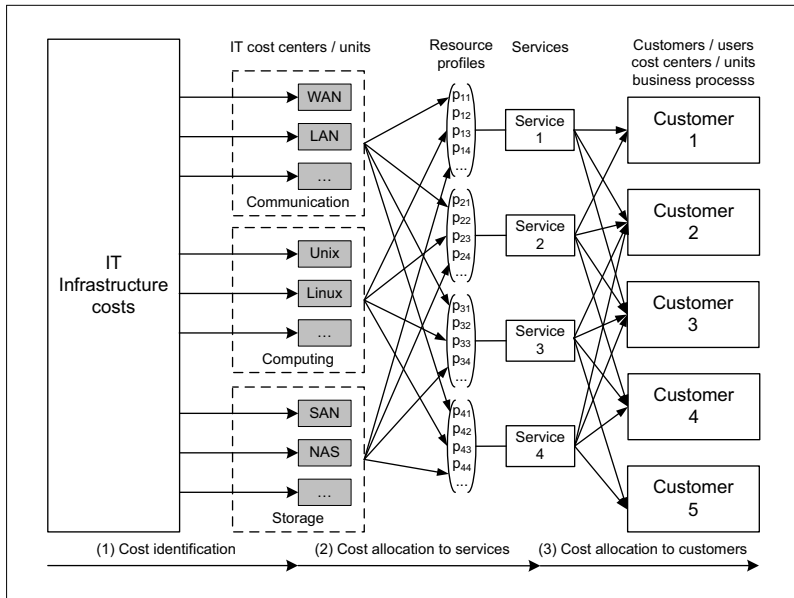 IT cost centers / units
Resource
profiles
Services
Customers / users
cost centers / units
business processs
IT
Infrastructure
costs
WAN
LAN
...
Communication
Unix
Linux
...
Computing
SAN
NAS
...
Storage
p11
p12
p13
p14
...
p21
p22
p23
p24
...
p31
p32
p33
p34
...
p41
p42
p43
p44
...
Service
1
Service
2
Service
3
Service
4
Customer
1
Customer
2
Customer
3
Customer
4
Customer
5
(1) Cost identification
(2) Cost allocation to services
(3) Cost allocation to customers